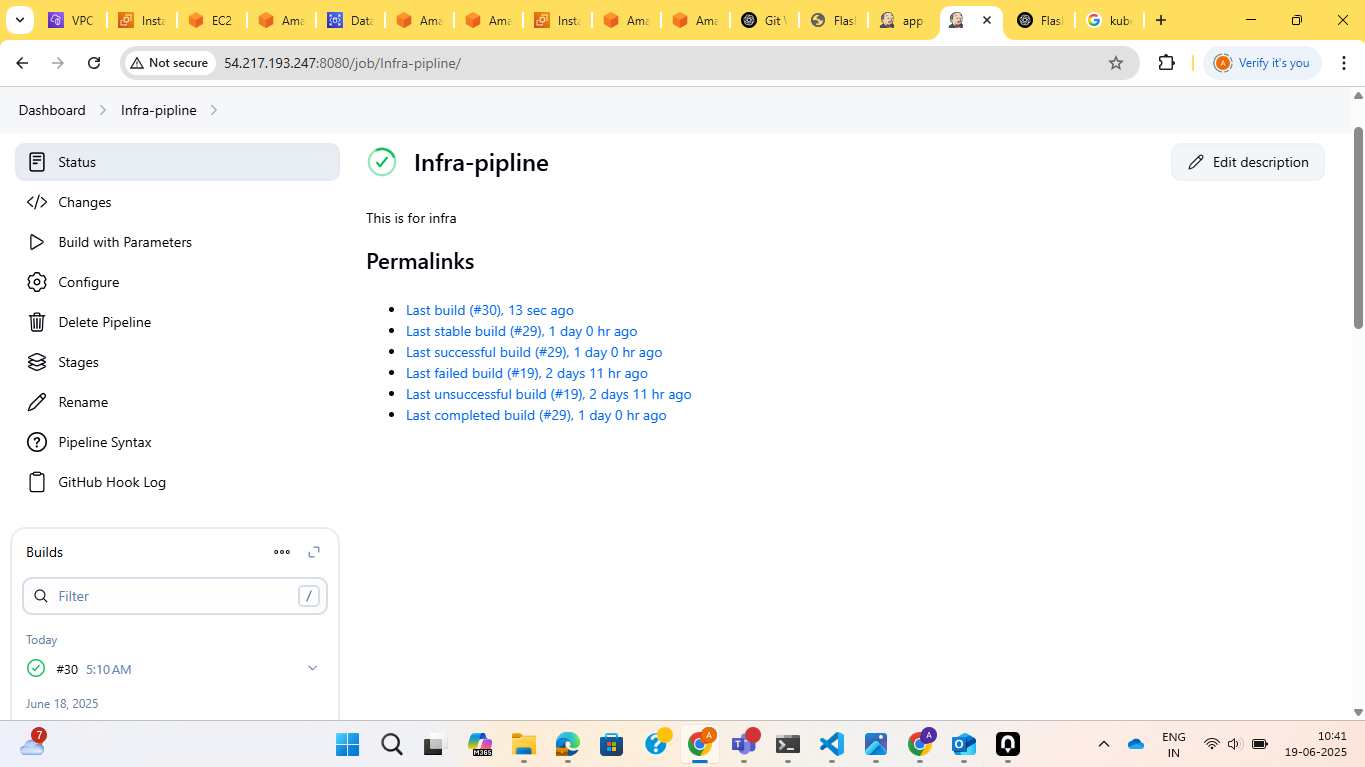 VPC
Insta
EC2
Ama
Data
Ama
Ama
Insta
Ama
Ama
Git V
Flas
app-
Flas
kube
Not secure
54.217.193.247:8080/job/Infra-pipline/
A
Verify it's you
Dashboard
Infra-pipline
Status
Changes
Build with Parameters
Configure
Delete Pipeline
Stages
Rename
Pipeline Syntax
GitHub Hook Log
Builds
Filter
/
Today
#30 5:10 AM
June 18, 2025
Infra-pipline
Edit description
This is for infra
Permalinks
Last build (#30), 13 sec ago
Last stable build (#29), 1 day 0 hr ago
Last successful build (#29), 1 day 0 hr ago
Last failed build (#19), 2 days 11 hr ago
Last unsuccessful build (#19), 2 days 11 hr ago
Last completed build (#29), 1 day 0 hr ago
7
M365
A
A
ENG
IN
10:41
19-06-2025